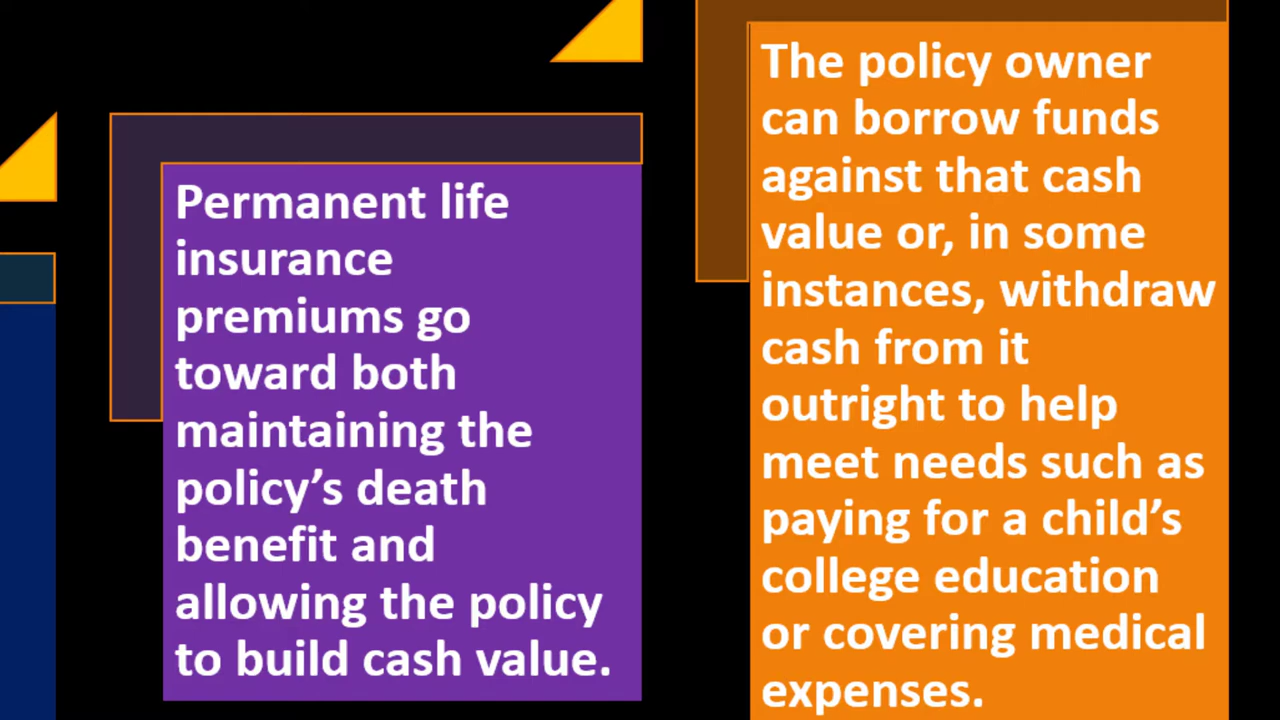 Permanent life
insurance
premiums go
toward both
maintaining the
policy’s death
benefit and
allowing the policy
to build cash value.
The policy owner
can borrow funds
against that cash
value or, in some
instances, withdraw
cash from it
outright to help
meet needs such as
paying for a child’s
college education
or covering medical
expenses.